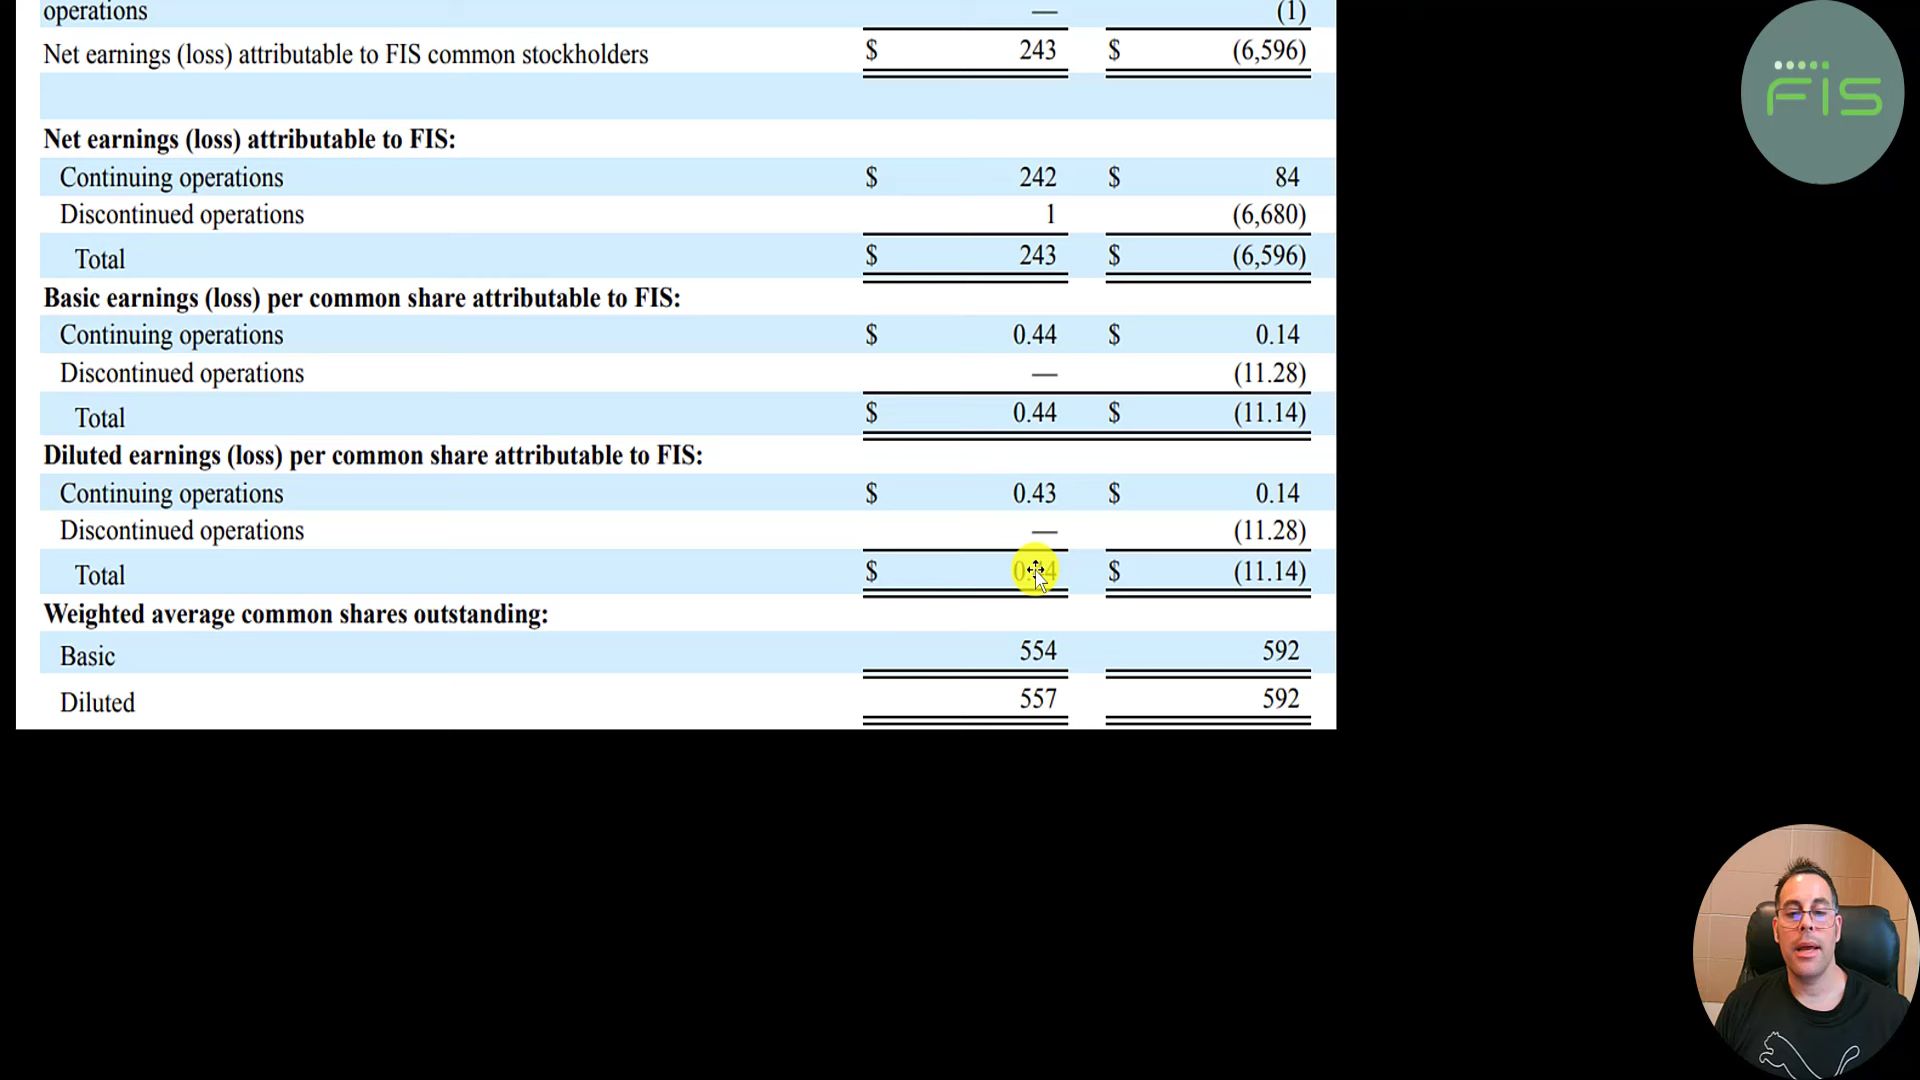 operations — (1)
Net earnings (loss) attributable to FIS common stockholders $ 243 $ (6,596)
Net earnings (loss) attributable to FIS:
Continuing operations $ 242 $ 84
Discontinued operations 1 (6,680)
Total $ 243 $ (6,596)
Basic earnings (loss) per common share attributable to FIS:
Continuing operations $ 0.44 $ 0.14
Discontinued operations — (11.28)
Total $ 0.44 $ (11.14)
Diluted earnings (loss) per common share attributable to FIS:
Continuing operations $ 0.43 $ 0.14
Discontinued operations — (11.28)
Total $ $ (11.14)
Weighted average common shares outstanding:
Basic 554 592
Diluted 557 592
FIS